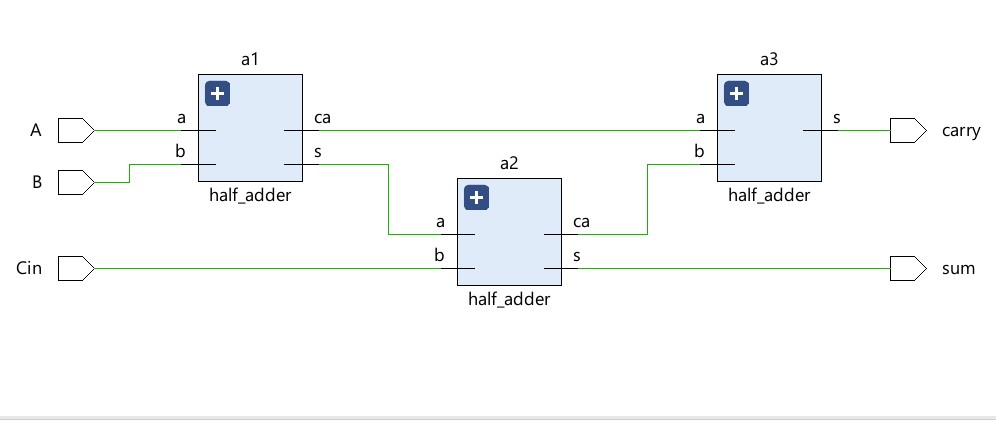 a1
a3
A
a
ca
a
s
carry
b
s
b
B
a2
half_adder
half_adder
a
ca
Cin
b
s
sum
half_adder